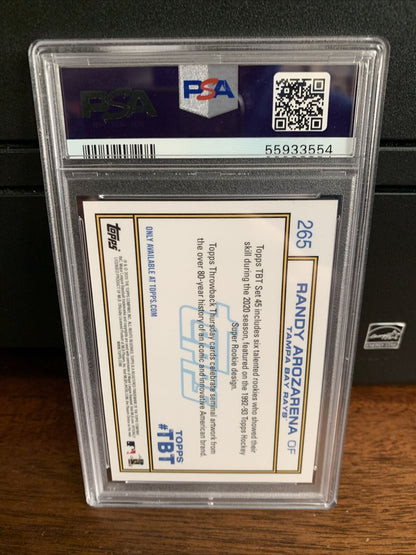 PSA
PSA
55933554
265
RANDY AROZARENA OF
TAMPA BAY RAYS
Topps TBT Set 45 includes six talented rookies who showed their
skill during the 2020 season, featured on the 1992-93 Topps Hockey
Super Rookie design.
Topps Throwback Thursday cards celebrate seminal artwork from
the over 80-year history of an iconic and innovative American brand.
ONLY AVAILABLE AT TOPPS.COM
TOPPS
#TBT
Topps